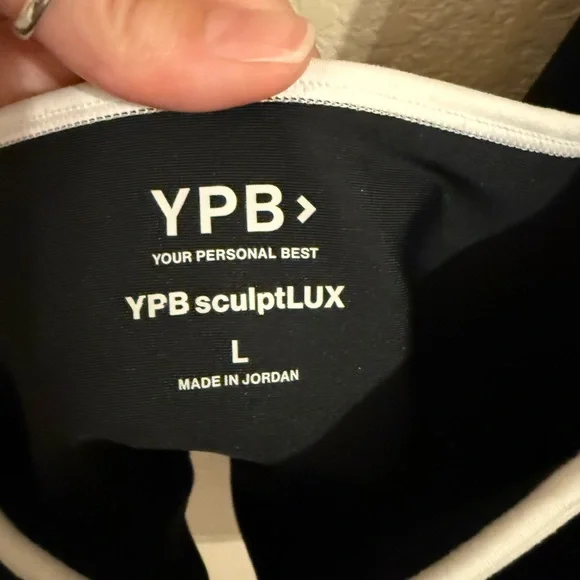 YPB>
YOUR PERSONAL BEST
YPB sculptLUX
L
MADE IN JORDAN